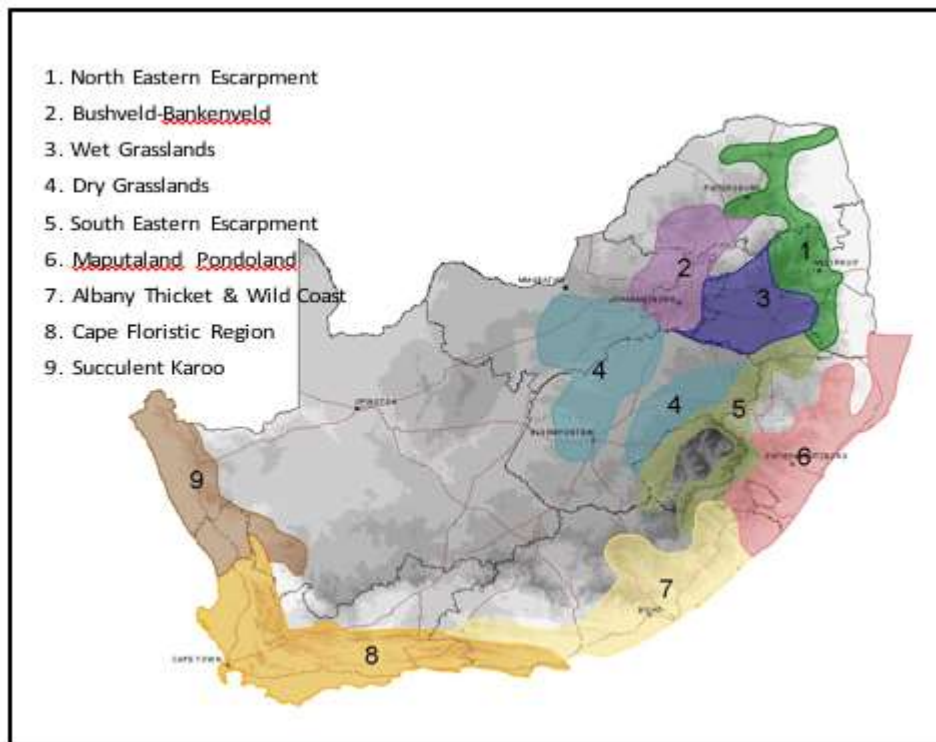 1. North Eastern Escarpment
2. Bushveld-Bankenveld
3. Wet Grasslands
4. Dry Grasslands
5. South Eastern Escarpment
6. Maputaland Pondoland
7. Albany Thicket & Wild Coast
8. Cape Floristic Region
9. Succulent Karoo
1
2
3
4
4
5
6
7
8
9
UPINGTON
CAPE TOWN